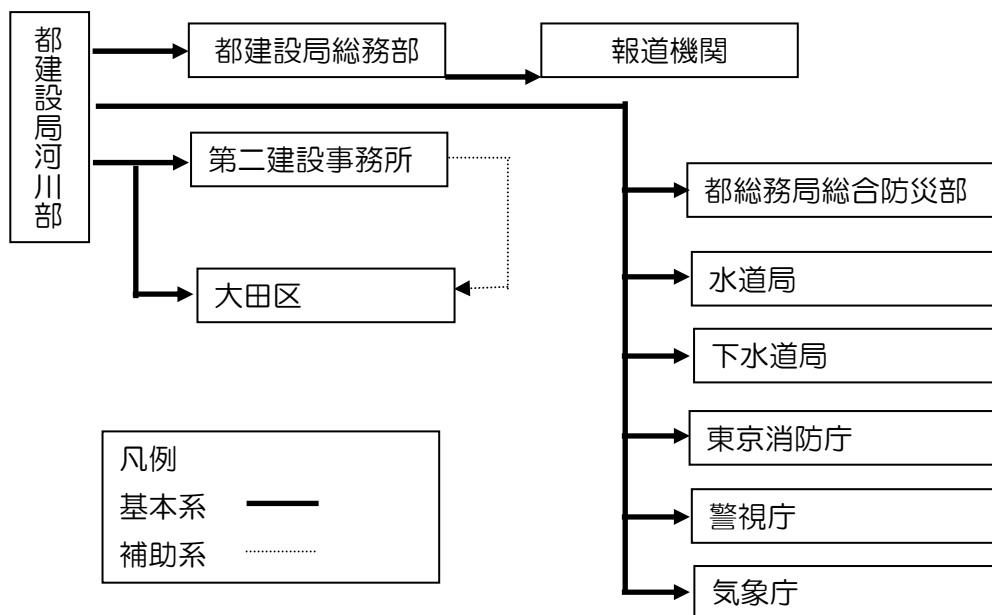 都建設局河川部
都建設局総務部
報道機関
第二建設事務所
大田区
都総務局総合防災部
水道局
下水道局
東京消防庁
警視庁
気象庁
凡例
基本系
補助系